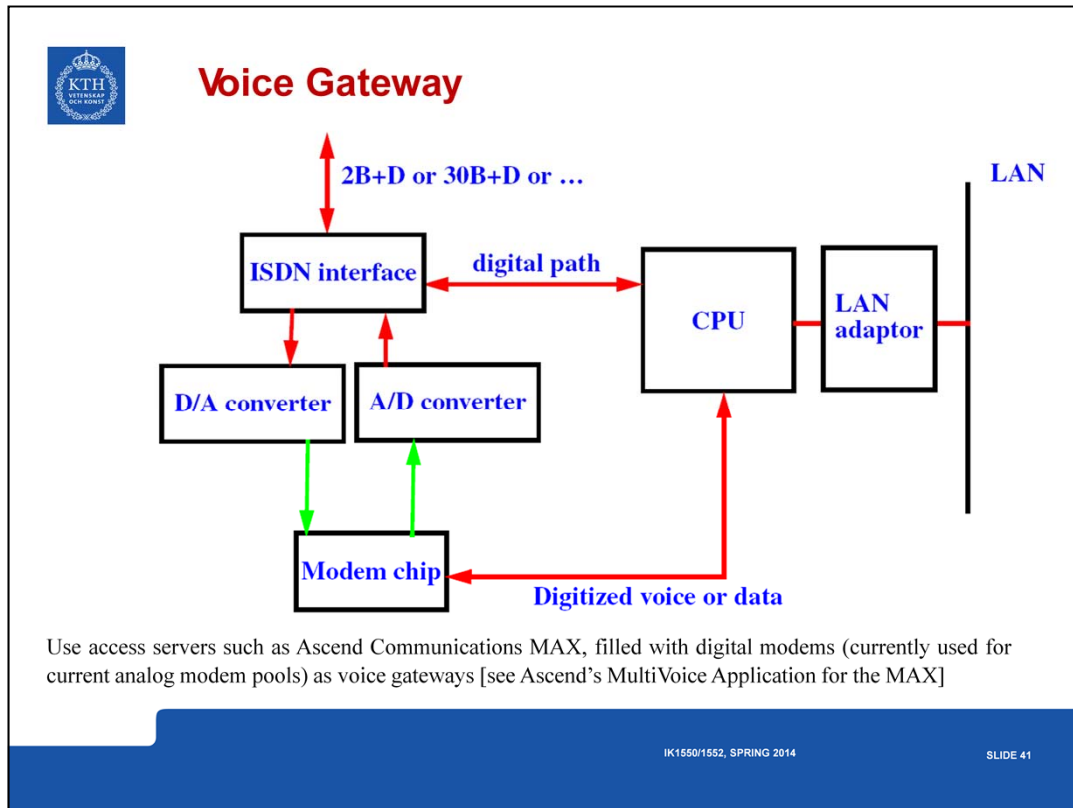 KTH
VETENSKAP
OCH KONST
Voice Gateway
2B+D or 30B+D or …
LAN
ISDN interface
digital path
CPU
LAN
adaptor
D/A converter
A/D converter
Modem chip
Digitized voice or data
Use access servers such as Ascend Communications MAX, filled with digital modems (currently used for
current analog modem pools) as voice gateways [see Ascend's MultiVoice Application for the MAX]
IK1550/1552, SPRING 2014
SLIDE 41